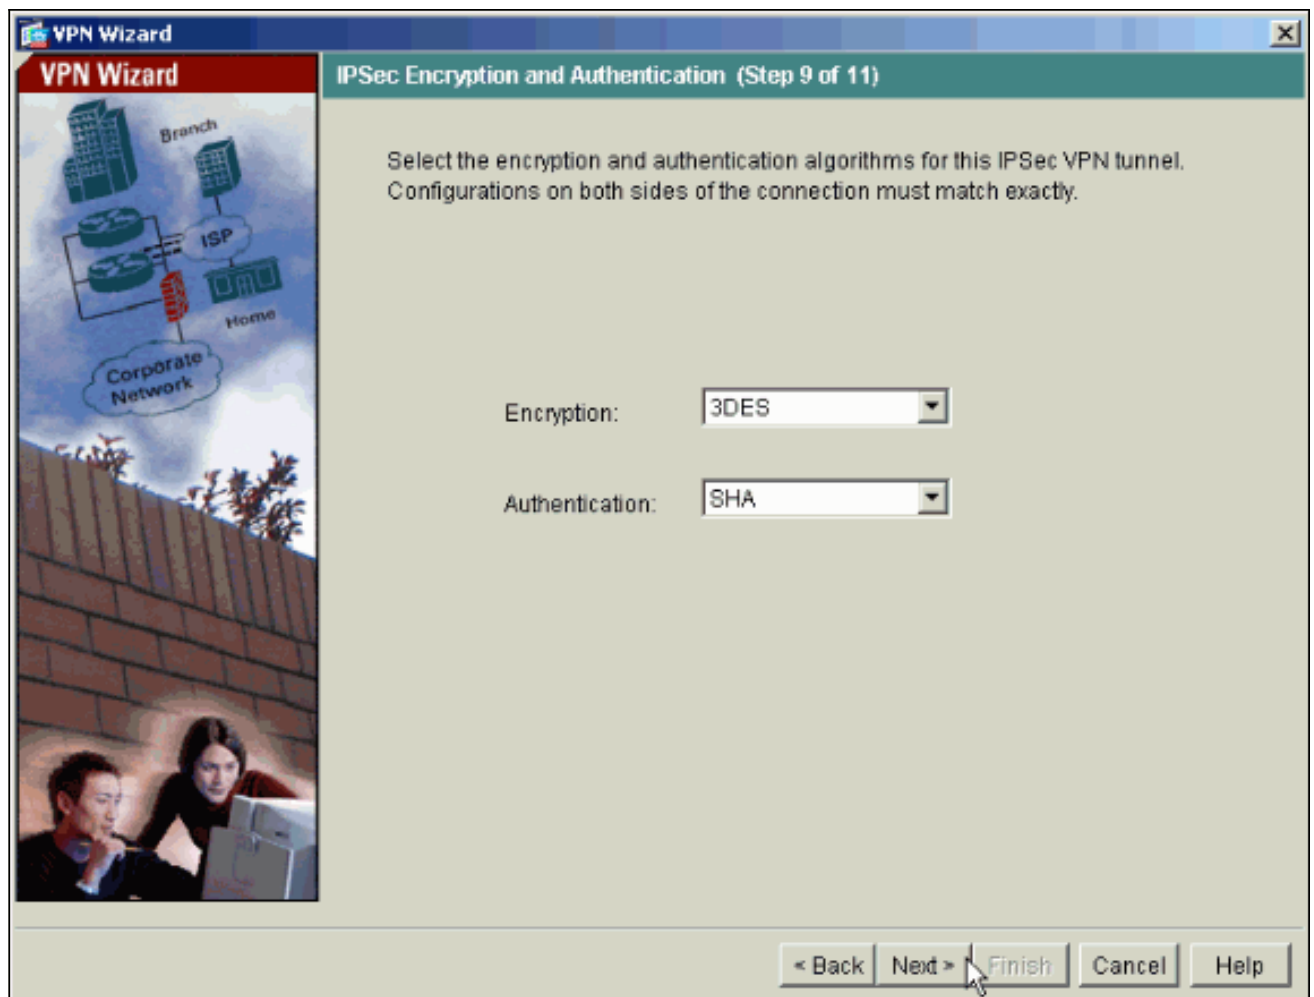 VPN Wizard
VPN Wizard
IPSec Encryption and Authentication (Step 9 of 11)
Branch
ISP
Home
Corporate
Network
Select the encryption and authentication algorithms for this IPSec VPN tunnel.
Configurations on both sides of the connection must match exactly.
Encryption: 3DES
Authentication: SHA
< Back Next > Finish Cancel Help